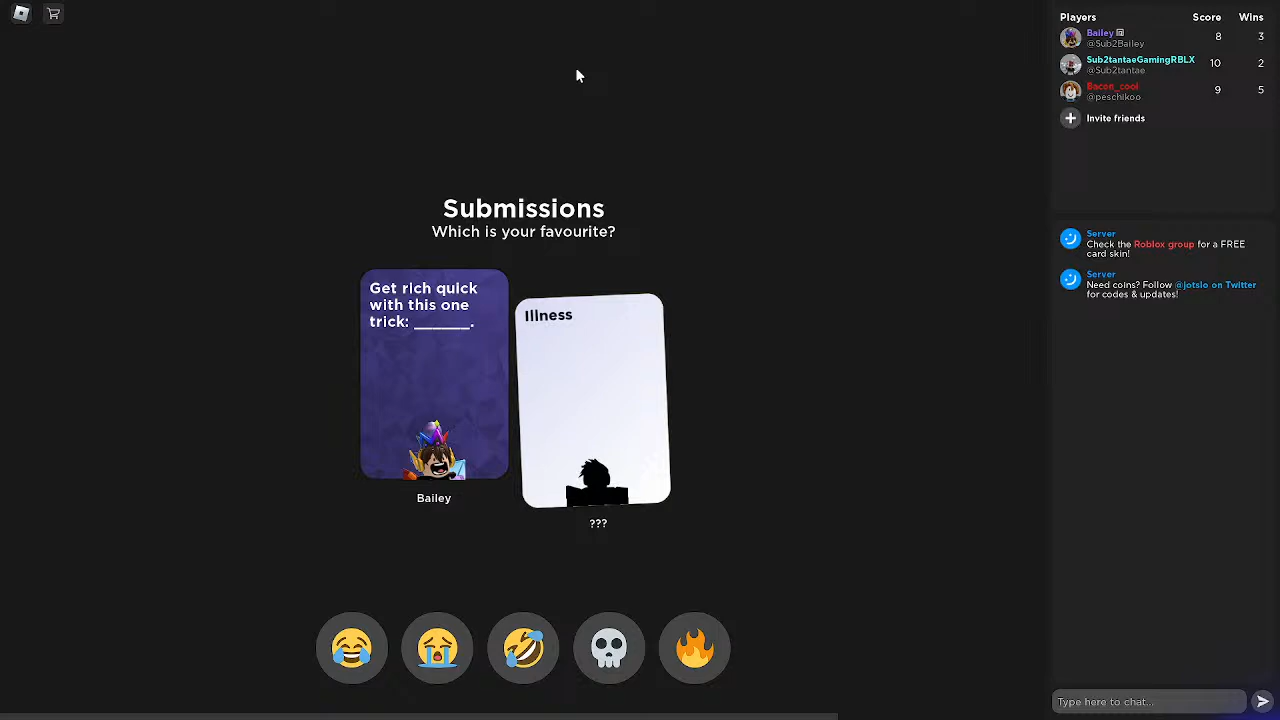 Players Score Wins
Bailey 8 3
@Sub2Bailey
Sub2tantaeGamingRBLX 10 2
@Sub2tantae
Bacon_cool 9 5
@peschikoo
Invite friends
Submissions
Which is your favourite?
Get rich quick
with this one
trick: _______.
Bailey
Illness
???
Server
Check the Roblox group for a FREE
card skin!
Server
Need coins? Follow @jotslo on Twitter
for codes & updates!
Type here to chat...